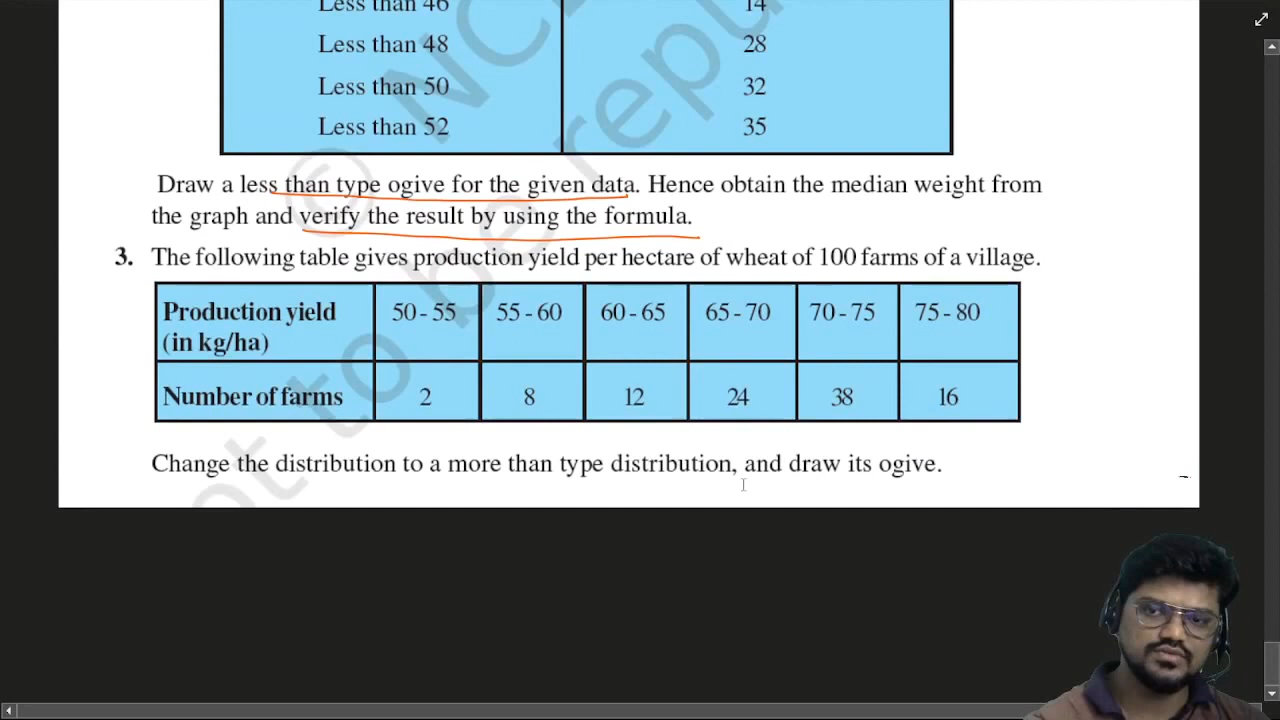 Less than 46 14
Less than 48 28
Less than 50 32
Less than 52 35
Draw a less than type ogive for the given data. Hence obtain the median weight from
the graph and verify the result by using the formula.
3. The following table gives production yield per hectare of wheat of 100 farms of a village.
Production yield 50 - 55 55 - 60 60 - 65 65 - 70 70 - 75 75 - 80
(in kg/ha)
Number of farms 2 8 12 24 38 16
Change the distribution to a more than type distribution, and draw its ogive.